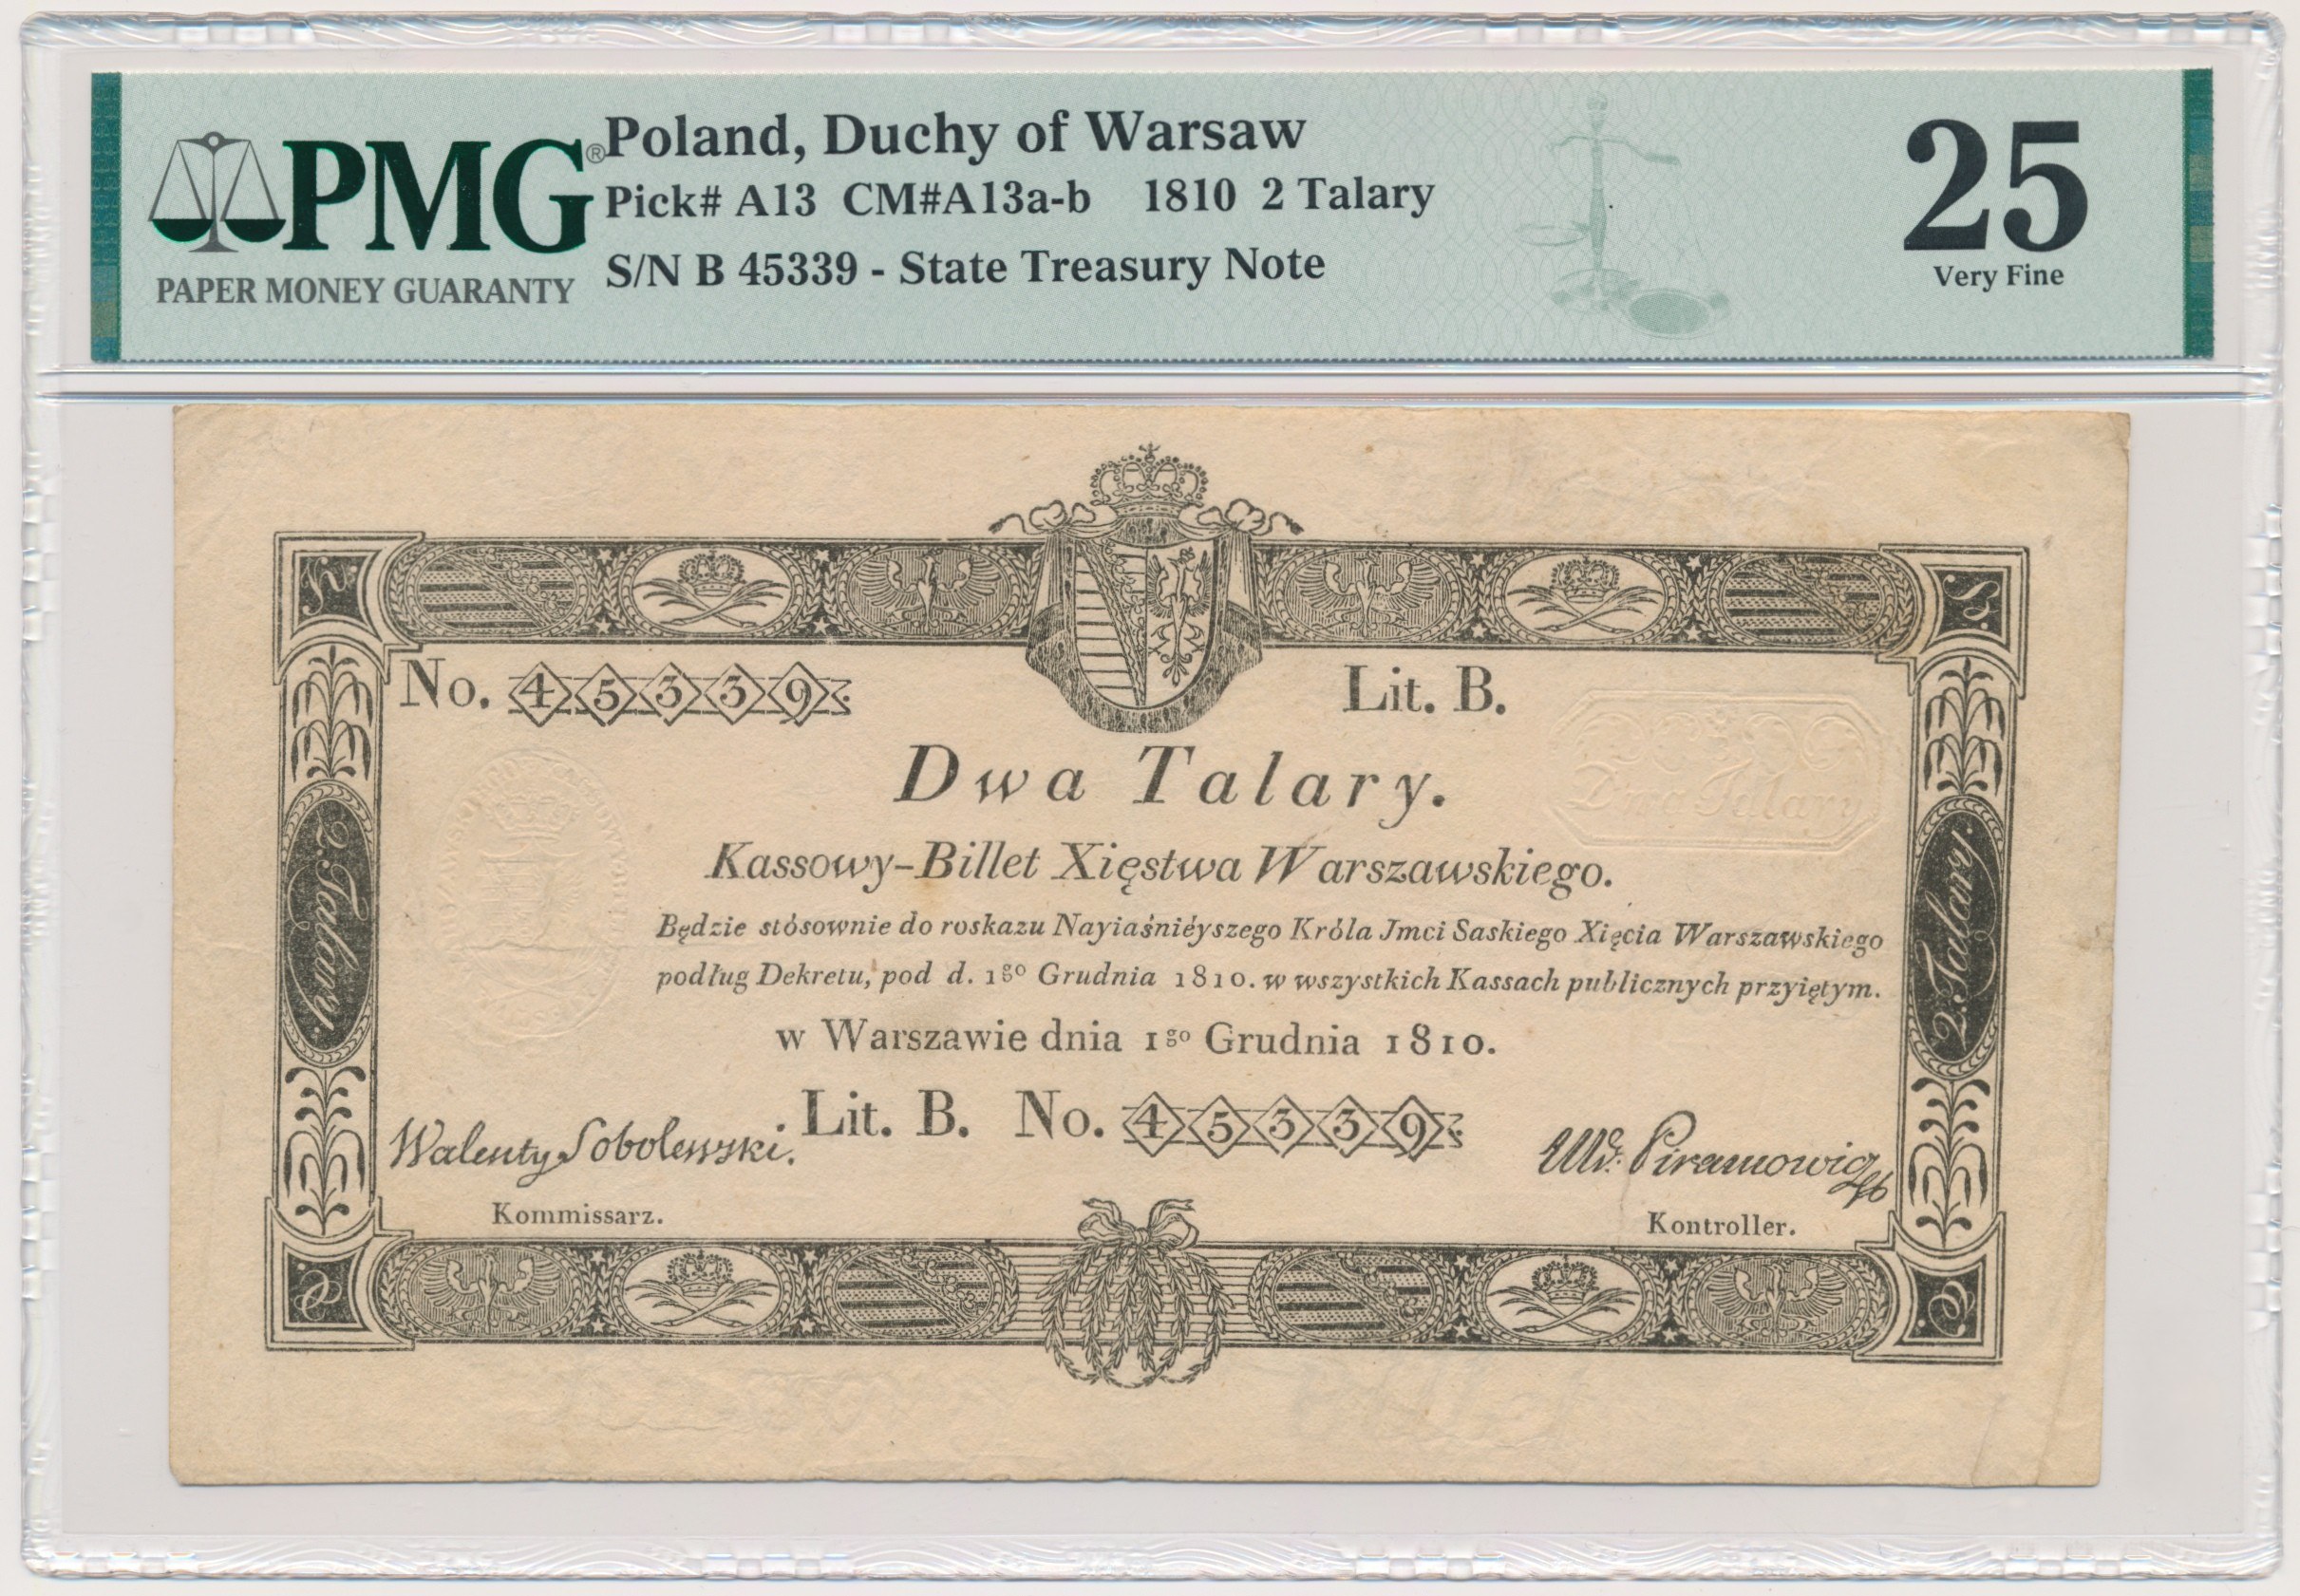 PMG®
PAPER MONEY GUARANTY
Poland, Duchy of Warsaw
Pick# A13 CM#A13a-b 1810 2 Talary
S/N B 45339 - State Treasury Note
25
Very Fine
No. 45339.
Lit. B.
Dwa Talary
Dwa Talary.
Kassowy-Billet Xięstwa Warszawskiego.
Będzie stósownie do roskazu Nayiaśniéyszego Króla Jmci Saskiego Xięcia Warszawskiego
podług Dekretu, pod d. 1go Grudnia 1810. w wszystkich Kassach publicznych przyiętym.
w Warszawie dnia 1go Grudnia 1810.
Lit. B. No. 45339.
2. Talary.
2. Talary.
Walenty Sobolewski.
Kommissarz.
Piramowicz
Kontroller.